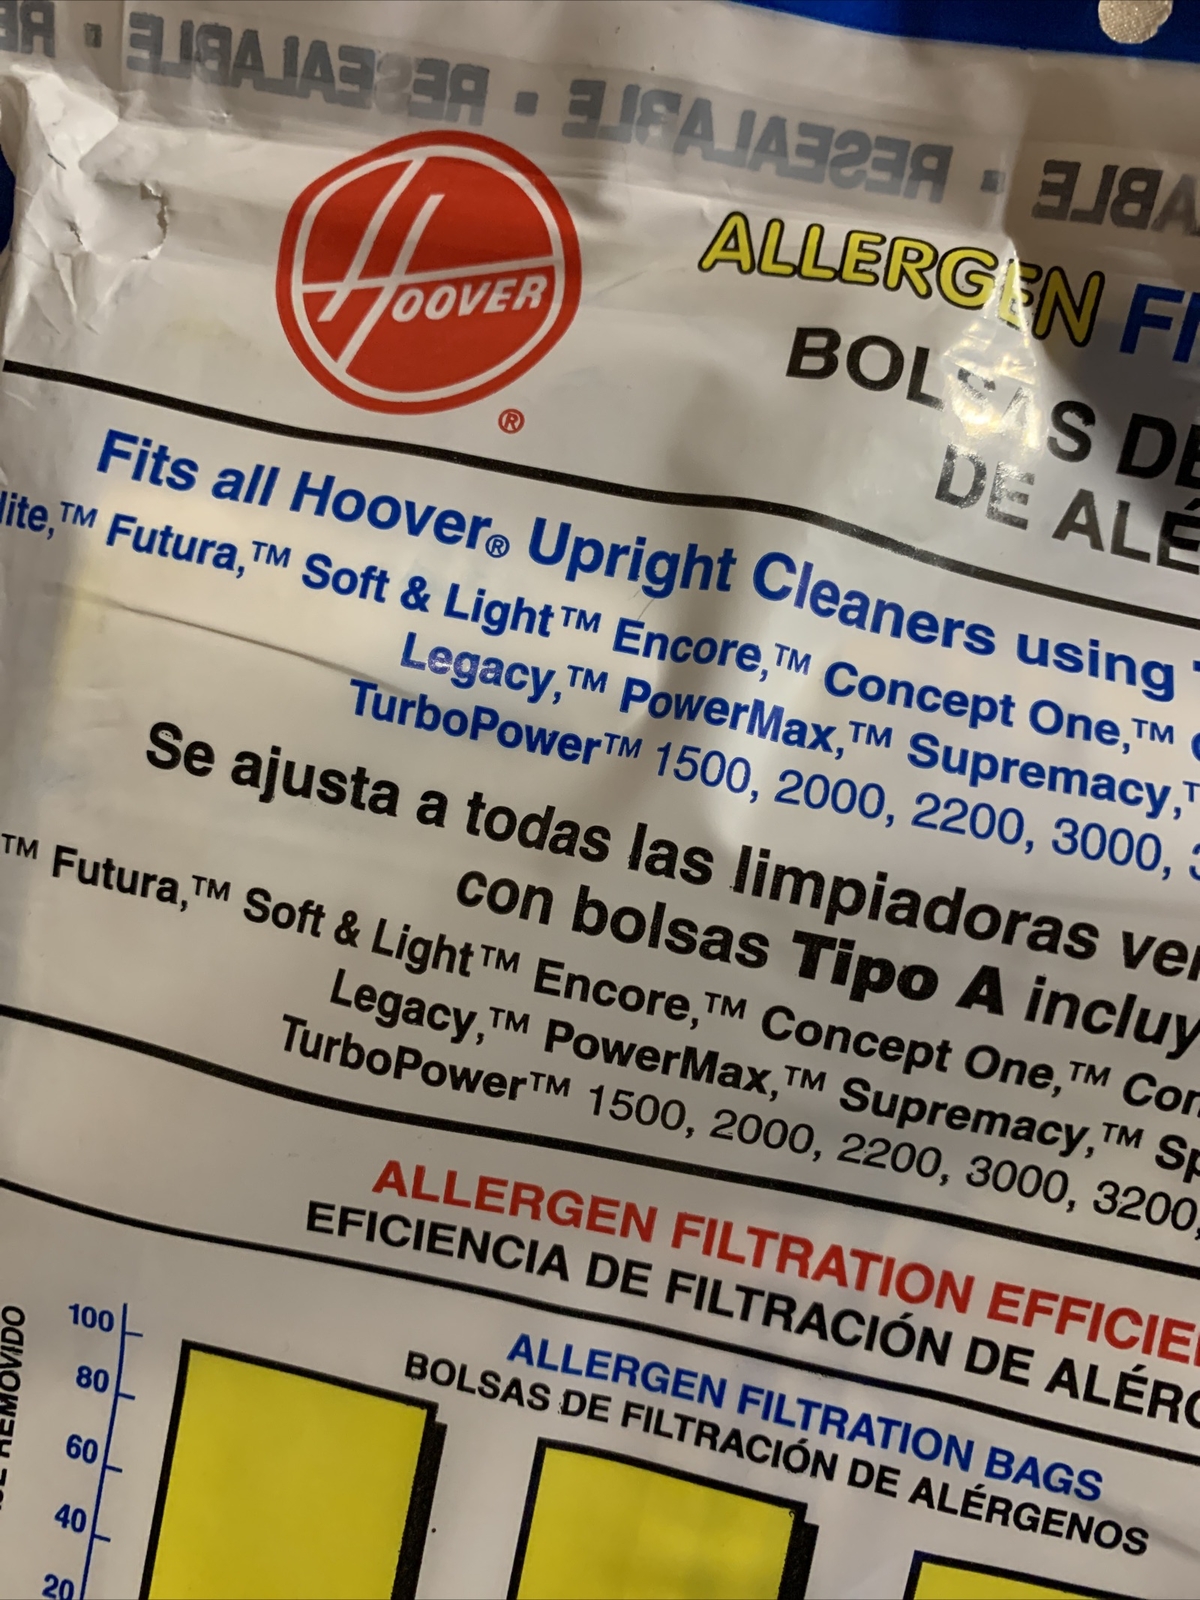 RESEALABLE · RESEALABLE
HOOVER®
ALLERGEN
BOLSAS DE
DE
Fits all Hoover® Upright Cleaners using
Futura,™ Soft & Light™ Encore,™ Concept One,™
Legacy,™ PowerMax,™ Supremacy,™
TurboPower™ 1500, 2000, 2200, 3000,
Se ajusta a todas las limpiadoras
con bolsas Tipo A
™ Futura,™ Soft & Light™ Encore,™ Concept One,™
Legacy,™ PowerMax,™ Supremacy,™
TurboPower™ 1500, 2000, 2200, 3000, 3200,
ALLERGEN FILTRATION
EFICIENCIA DE FILTRACIÓN DE
ALLERGEN FILTRATION BAGS
BOLSAS DE FILTRACIÓN DE ALÉRGENOS
REMOVIDO
100
80
60
40
20